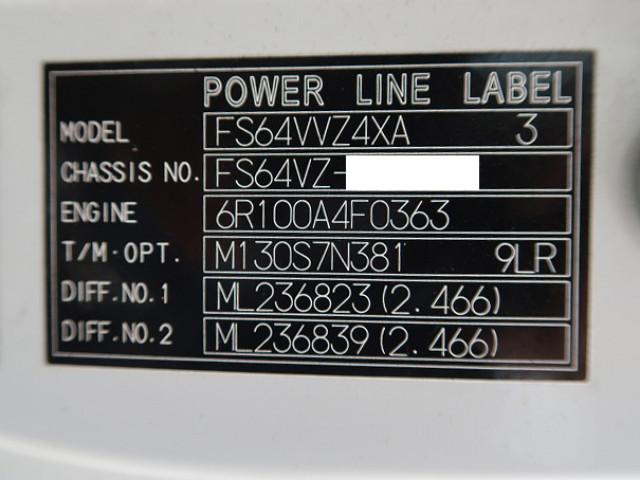 POWER LINE LABEL
MODEL FS64VVZ4XA 3
CHASSIS NO. FS64VZ-
ENGINE 6R100A4F0363
T/M·OPT. M130S7N381 9LR
DIFF.NO.1 ML236823(2.466)
DIFF.NO.2 ML236839(2.466)